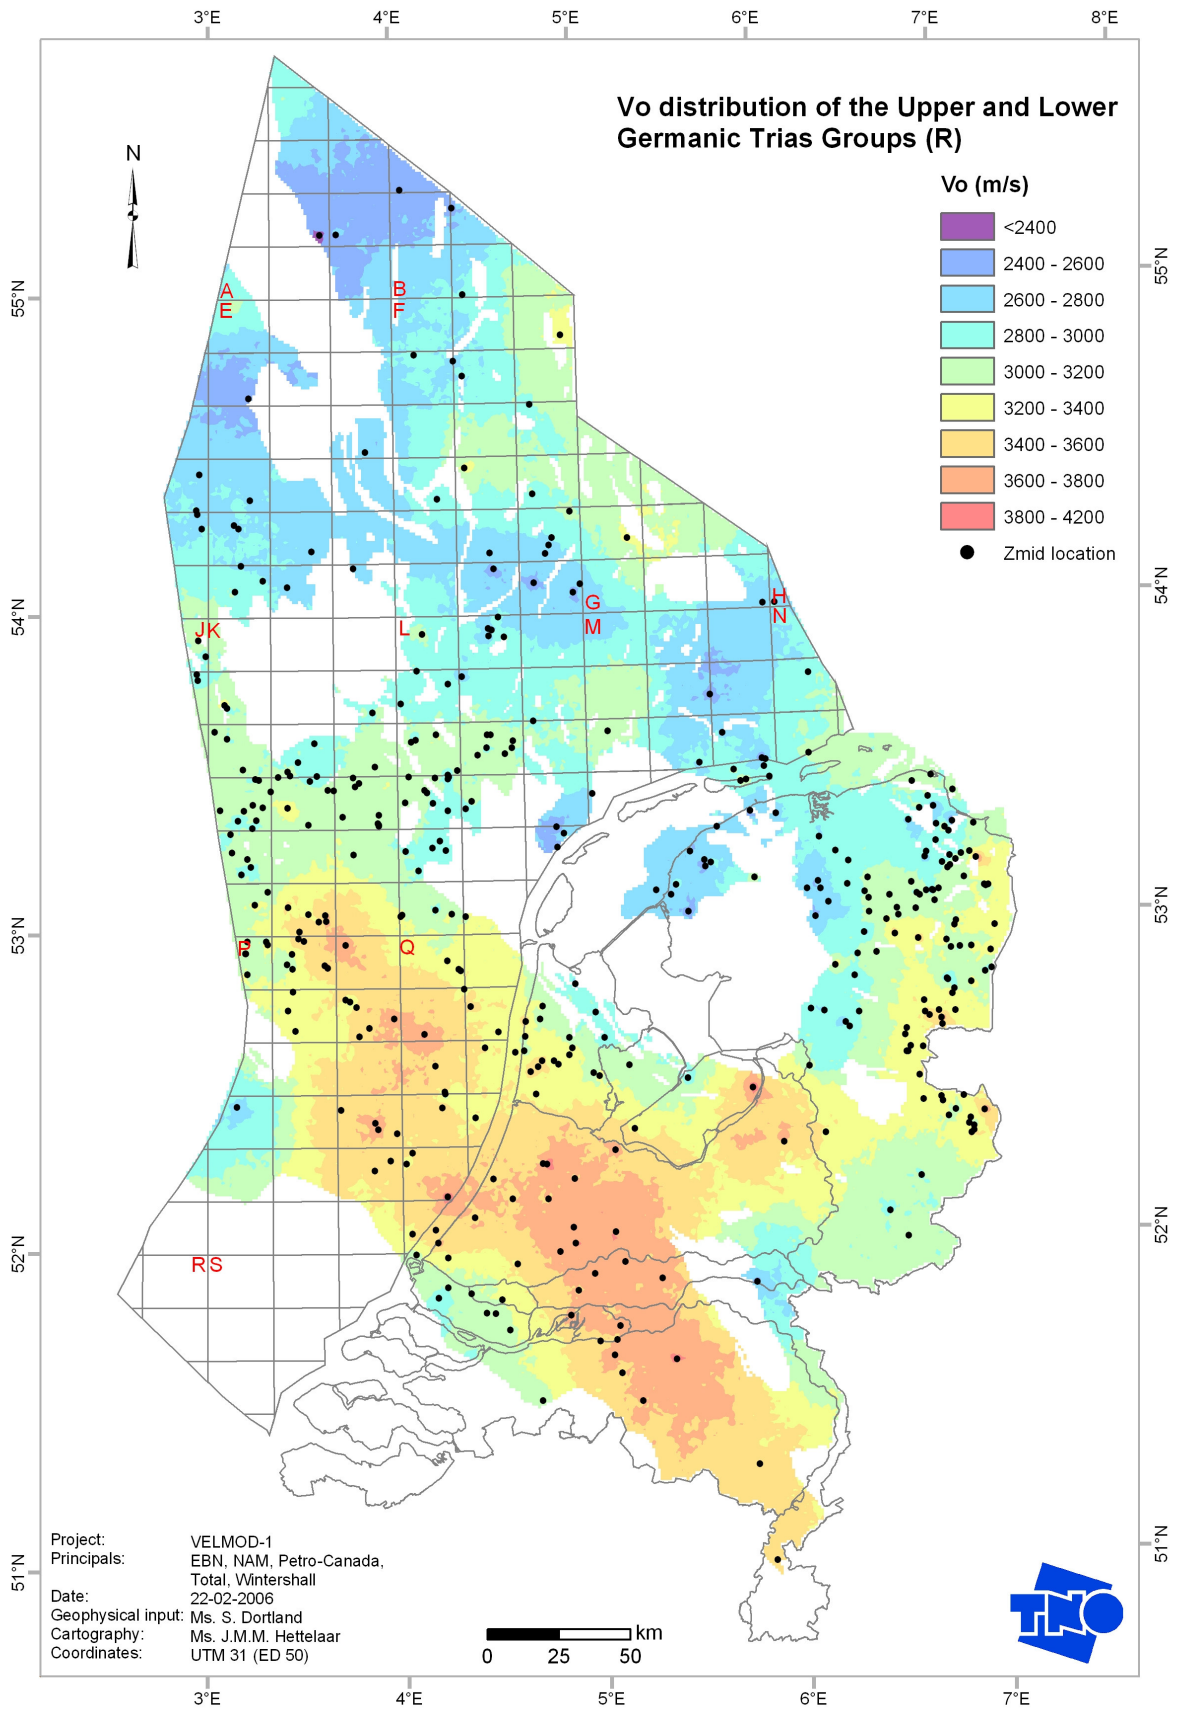 3°E 4°E 5°E 6°E 7°E 8°E
Vo distribution of the Upper and Lower
Germanic Trias Groups (R)
N
Vo (m/s)
<2400
2400 - 2600
2600 - 2800
2800 - 3000
3000 - 3200
3200 - 3400
3400 - 3600
3600 - 3800
3800 - 4200
Zmid location
55°N
55°N
A
B
E
F
54°N
54°N
G
H
J K
L
M
N
53°N
53°N
P
Q
52°N
52°N
R S
51°N
51°N
Project: VELMOD-1
Principals: EBN, NAM, Petro-Canada,
Total, Wintershall
Date: 22-02-2006
Geophysical input: Ms. S. Dortland
Cartography: Ms. J.M.M. Hettelaar
Coordinates: UTM 31 (ED 50)
km
0 25 50
TNO
3°E 4°E 5°E 6°E 7°E